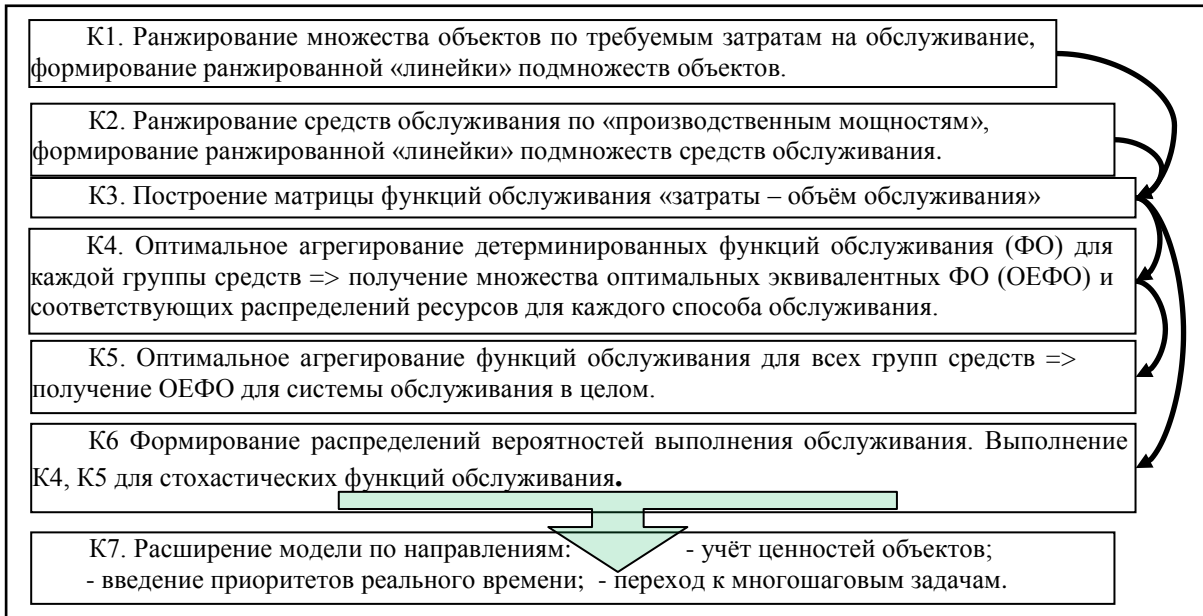 К1. Ранжирование множества объектов по требуемым затратам на обслуживание,
формирование ранжированной «линейки» подмножеств объектов.
К2. Ранжирование средств обслуживания по «производственным мощностям»,
формирование ранжированной «линейки» подмножеств средств обслуживания.
К3. Построение матрицы функций обслуживания «затраты – объём обслуживания»
К4. Оптимальное агрегирование детерминированных функций обслуживания (ФО) для
каждой группы средств => получение множества оптимальных эквивалентных ФО (ОЕФО) и
соответствующих распределений ресурсов для каждого способа обслуживания.
К5. Оптимальное агрегирование функций обслуживания для всех групп средств =>
получение ОЕФО для системы обслуживания в целом.
К6 Формирование распределений вероятностей выполнения обслуживания. Выполнение
К4, К5 для стохастических функций обслуживания.
К7. Расширение модели по направлениям: - учёт ценностей объектов;
- введение приоритетов реального времени; - переход к многошаговым задачам.